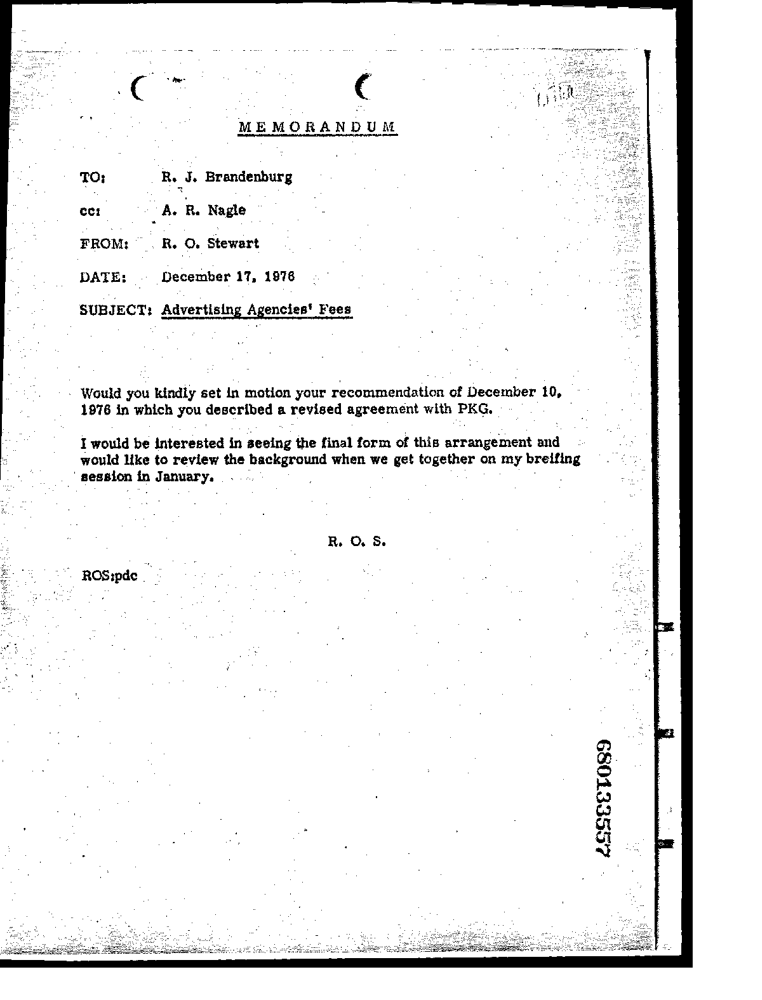 MEMORANDUM
TO: R. J. Brandenburg
cc: A. R. Nagle
FROM: R. O. Stewart
DATE: December 17, 1976
SUBJECT: Advertising Agencies' Fees
Would you kindly set in motion your recommendation of December 10,
1976 in which you described a revised agreement with PKG.
I would be interested in seeing the final form of this arrangement and
would like to review the background when we get together on my breifing
session in January.
R. O. S.
ROS:pdc
680133557